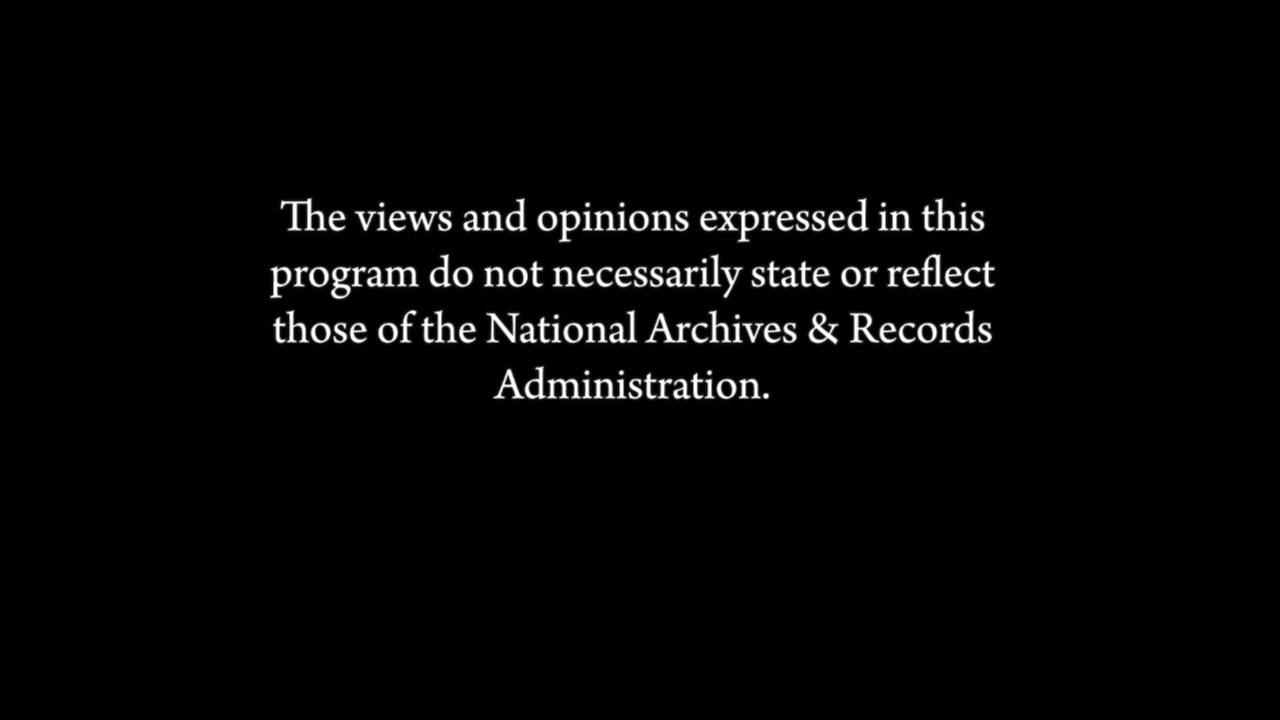 The views and opinions expressed in this
program do not necessarily state or reflect
those of the National Archives & Records
Administration.